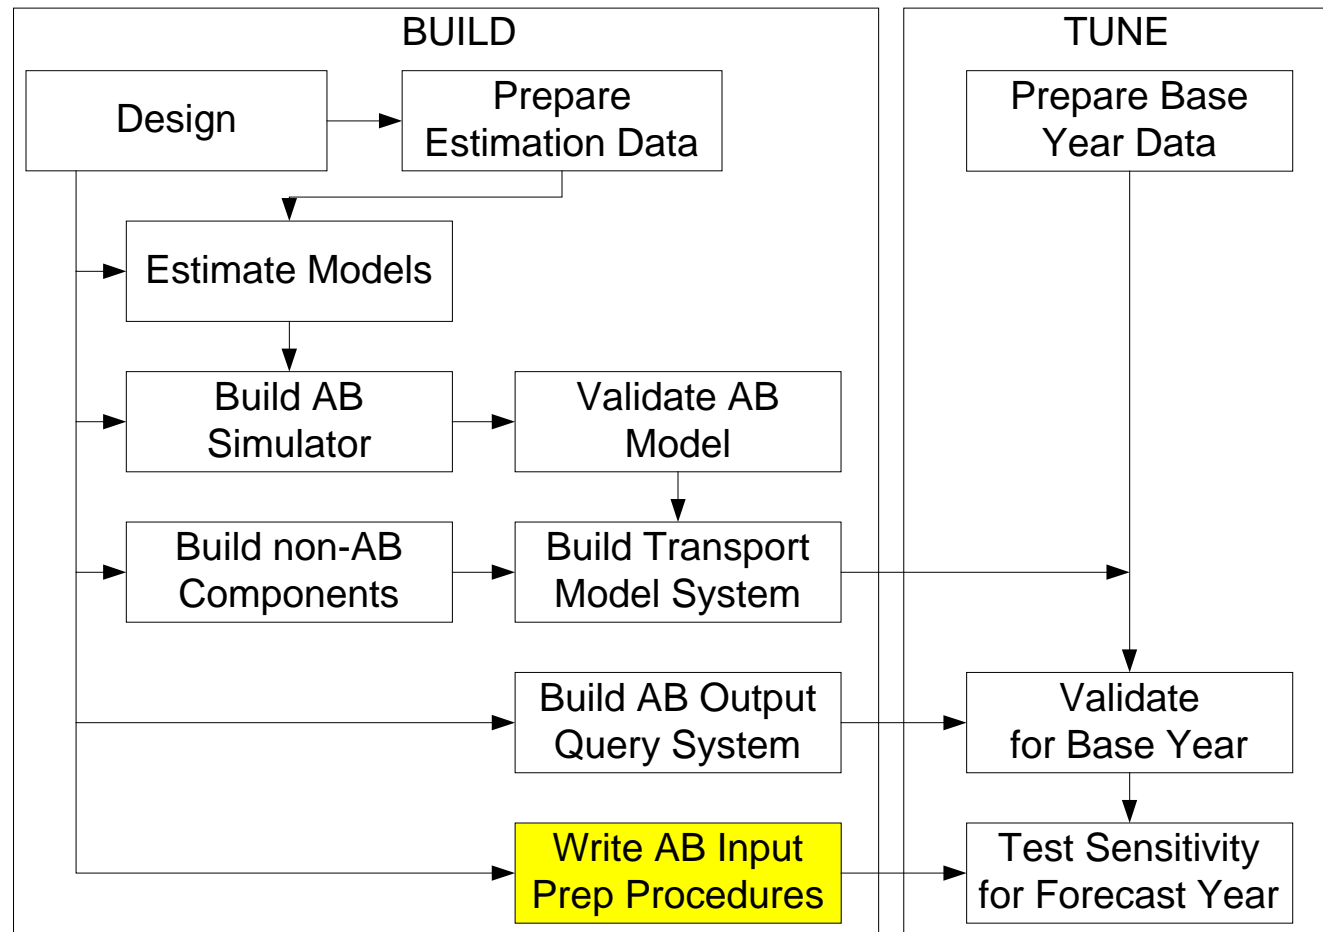 BUILD
TUNE
Design
Prepare
Estimation Data
Prepare Base
Year Data
Estimate Models
Build AB
Simulator
Validate AB
Model
Build non-AB
Components
Build Transport
Model System
Build AB Output
Query System
Validate
for Base Year
Write AB Input
Prep Procedures
Test Sensitivity
for Forecast Year